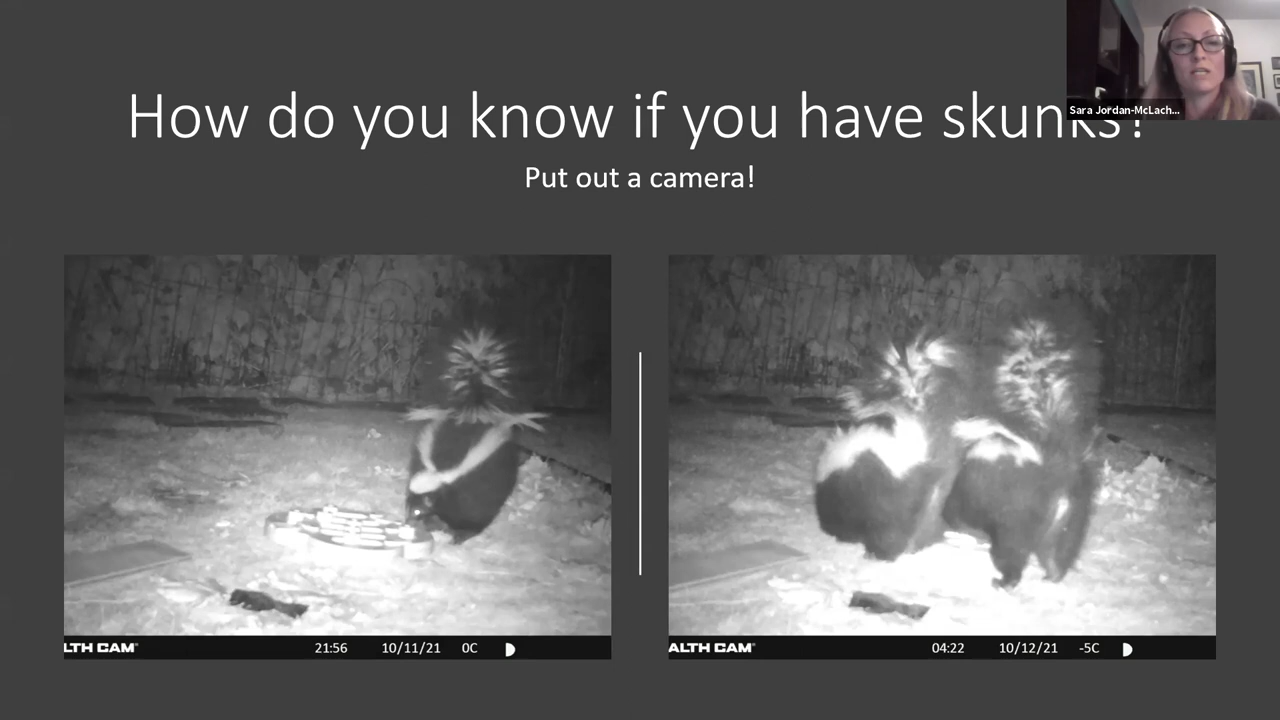 How do you know if you have skunks?
Sara Jordan-McLach...
Put out a camera!
LTH CAM 21:56 10/11/21 0C
ALTH CAM 04:22 10/12/21 -5C